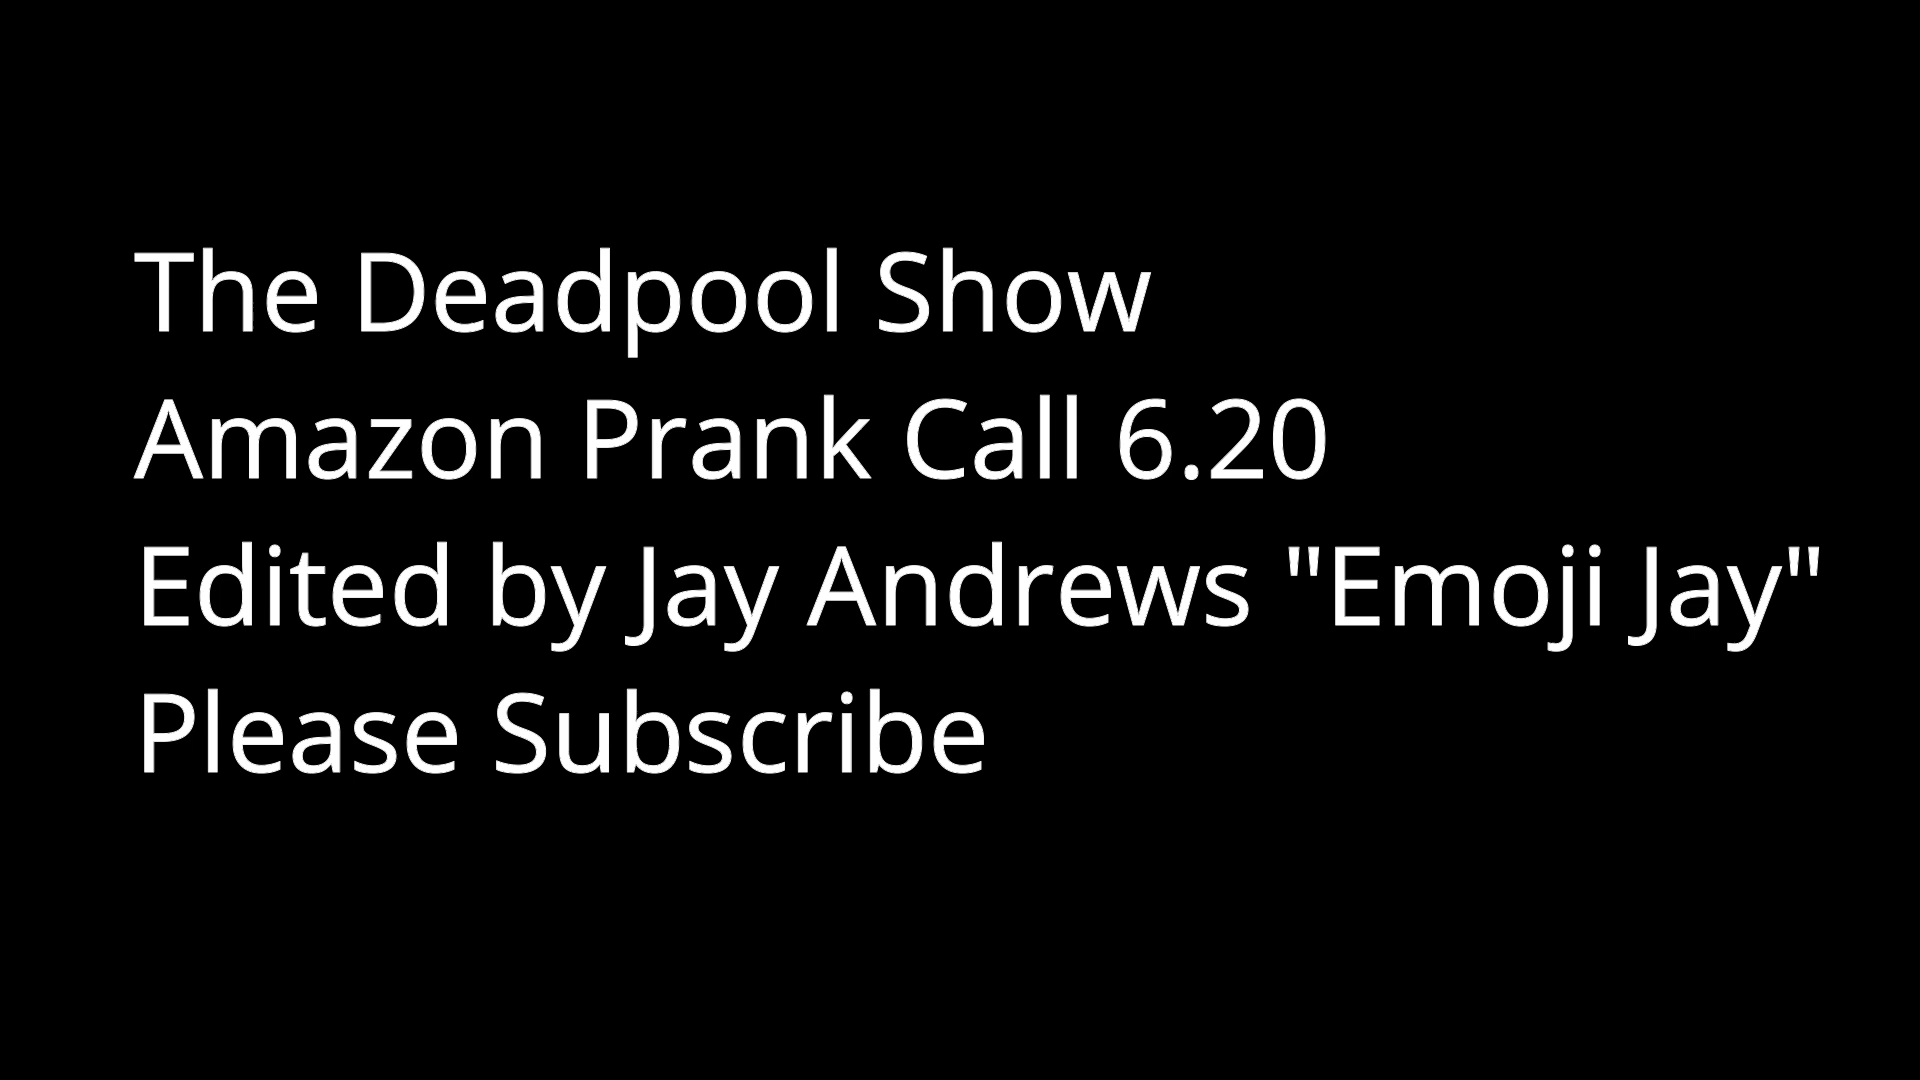 The Deadpool Show
Amazon Prank Call 6.20
Edited by Jay Andrews "Emoji Jay"
Please Subscribe